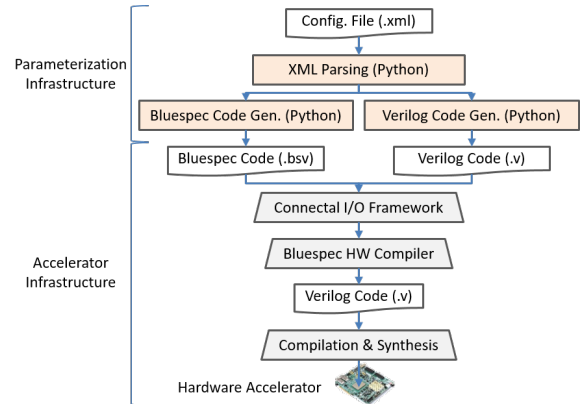 Config. File (.xml)
Parameterization
Infrastructure
XML Parsing (Python)
Bluespec Code Gen. (Python)
Verilog Code Gen. (Python)
Bluespec Code (.bsv)
Verilog Code (.v)
Connectal I/O Framework
Accelerator
Infrastructure
Bluespec HW Compiler
Verilog Code (.v)
Compilation & Synthesis
Hardware Accelerator